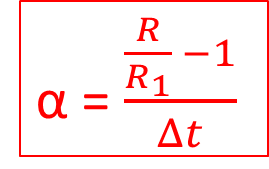 α = (R/R₁ − 1)/Δt